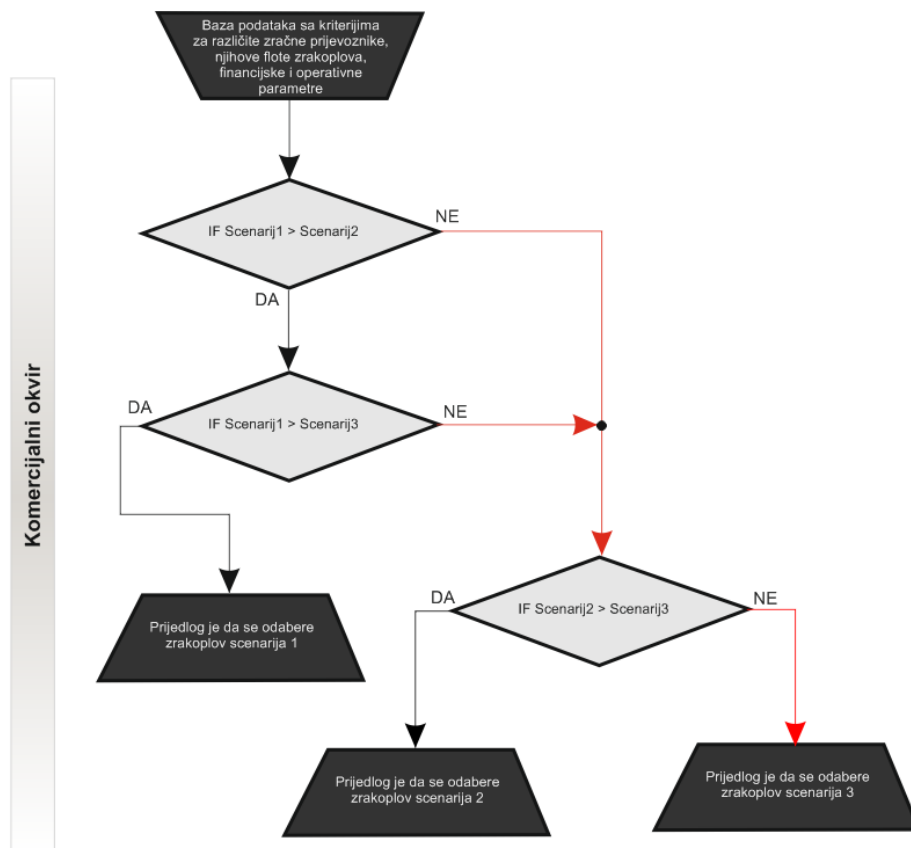 Baza podataka sa kriterijima
za različite zračne prijevoznike,
njihove flote zrakoplova,
financijske i operativne
parametre
IF Scenarij1 > Scenarij2
NE
DA
IF Scenarij1 > Scenarij3
DA
NE
Komercijalni okvir
IF Scenarij2 > Scenarij3
DA
NE
Prijedlog je da se odabere
zrakoplov scenarija 1
Prijedlog je da se odabere
zrakoplov scenarija 2
Prijedlog je da se odabere
zrakoplov scenarija 3